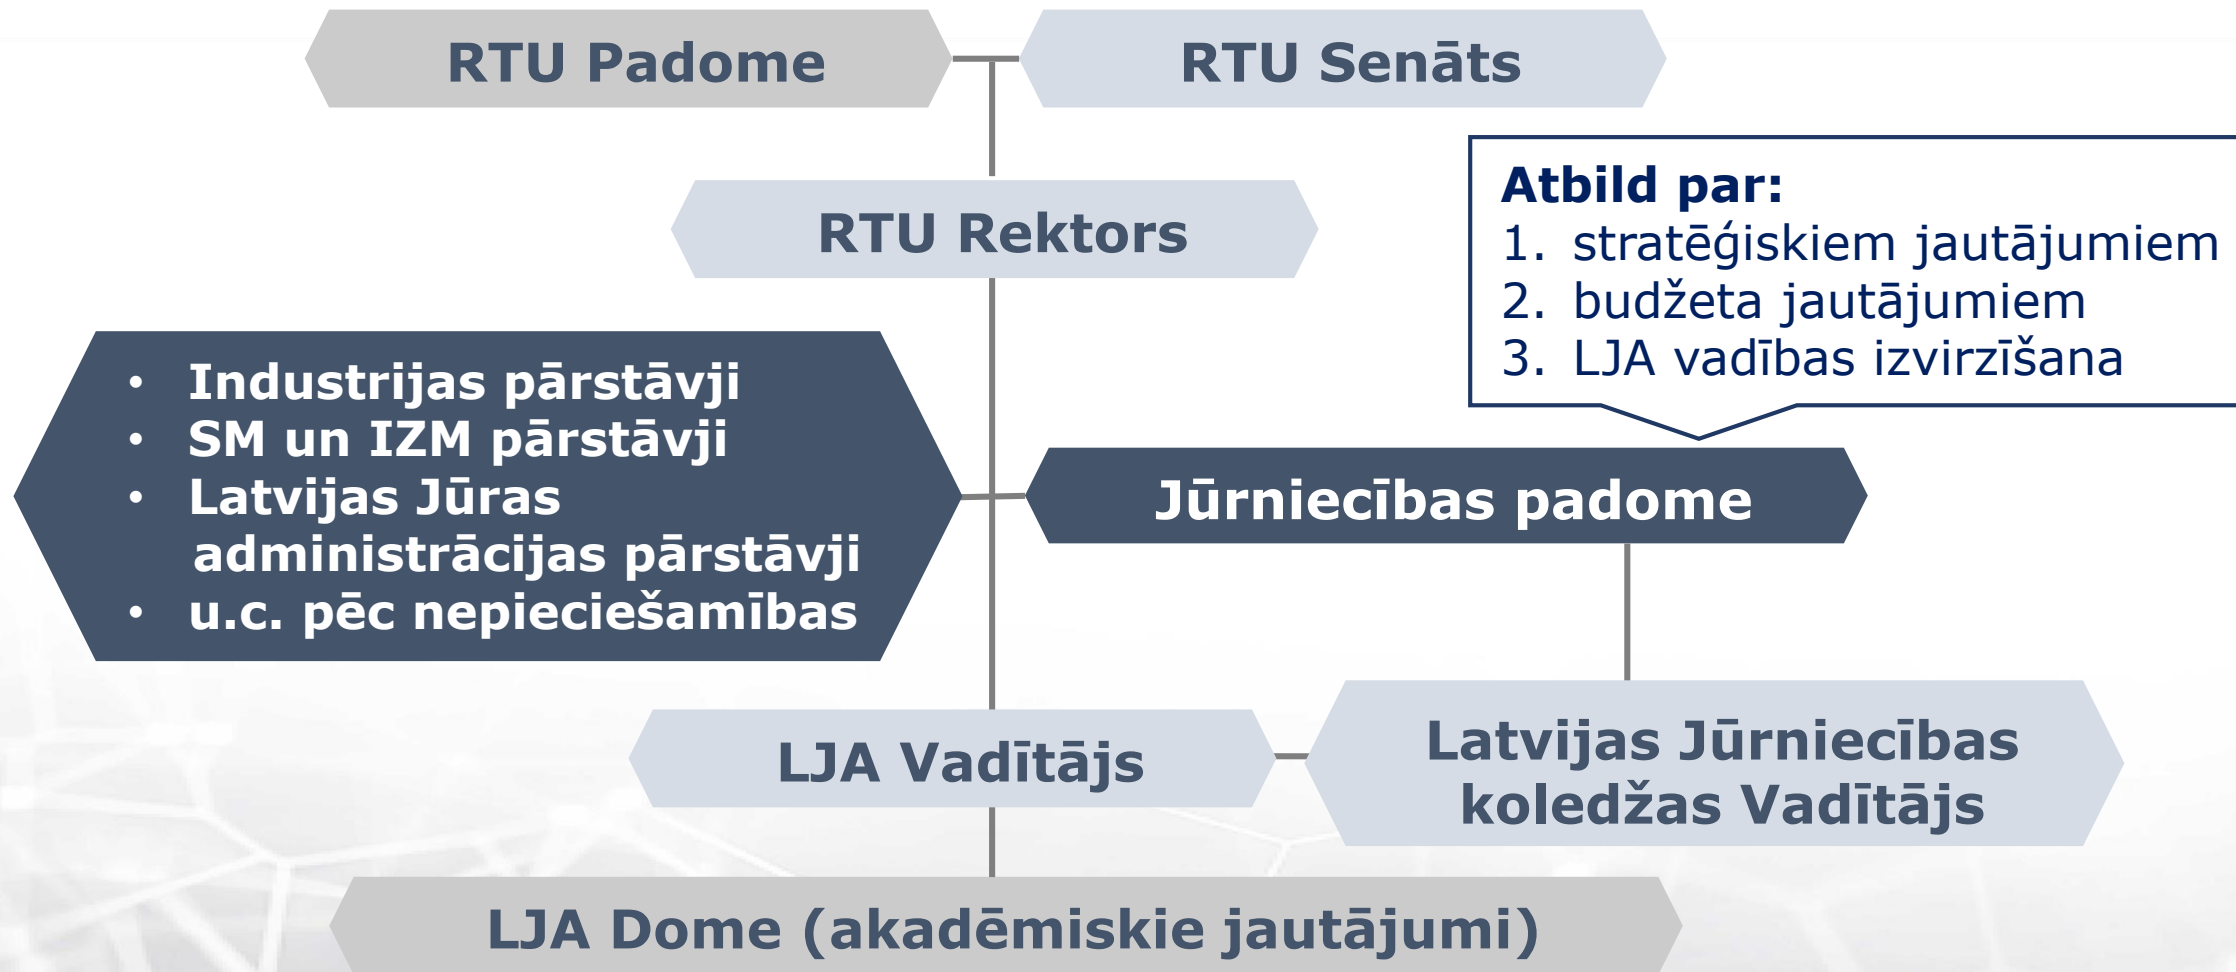 RTU Padome
RTU Senāts
RTU Rektors
Atbild par:
1. stratēģiskiem jautājumiem
2. budžeta jautājumiem
3. LJA vadības izvirzīšana
• Industrijas pārstāvji
• SM un IZM pārstāvji
• Latvijas Jūras
administrācijas pārstāvji
• u.c. pēc nepieciešamības
Jūrniecības padome
LJA Vadītājs
Latvijas Jūrniecības
koledžas Vadītājs
LJA Dome (akadēmiskie jautājumi)